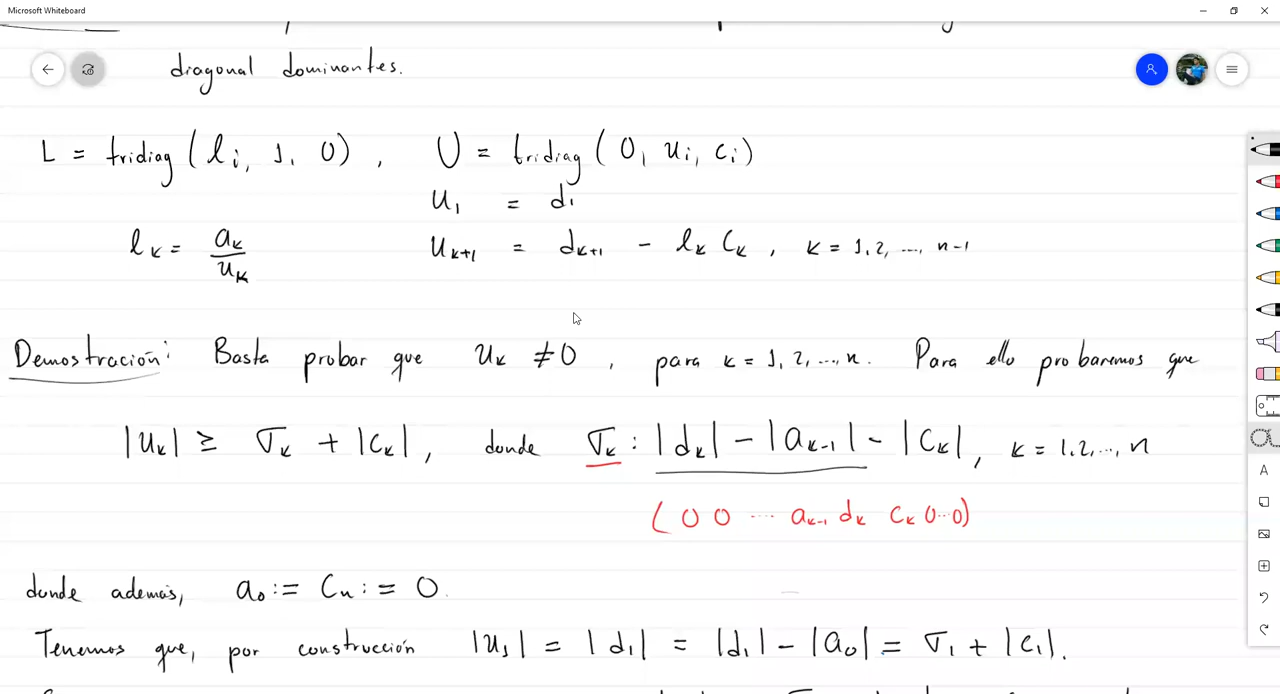 Microsoft Whiteboard
diagonal dominantes.
L = tridiag (l_i, 1, 0), U = tridiag (0, u_i, c_i)
u_1 = d_1
l_k = a_k / u_k u_{k+1} = d_{k+1} - l_k c_k, k = 1, 2, ..., n-1
Demostración: Basta probar que u_k ≠ 0, para k = 1, 2, ..., n. Para ello probaremos que
|u_k| ≥ σ_k + |c_k|, donde σ_k : |d_k| - |a_{k-1}| - |c_k|, k = 1, 2, ..., n
(0 0 ... a_{k-1} d_k c_k 0...0)
donde además, a_0 := c_n := 0.
Tenemos que, por construcción |u_1| = |d_1| = |d_1| - |a_0| = σ_1 + |c_1|.